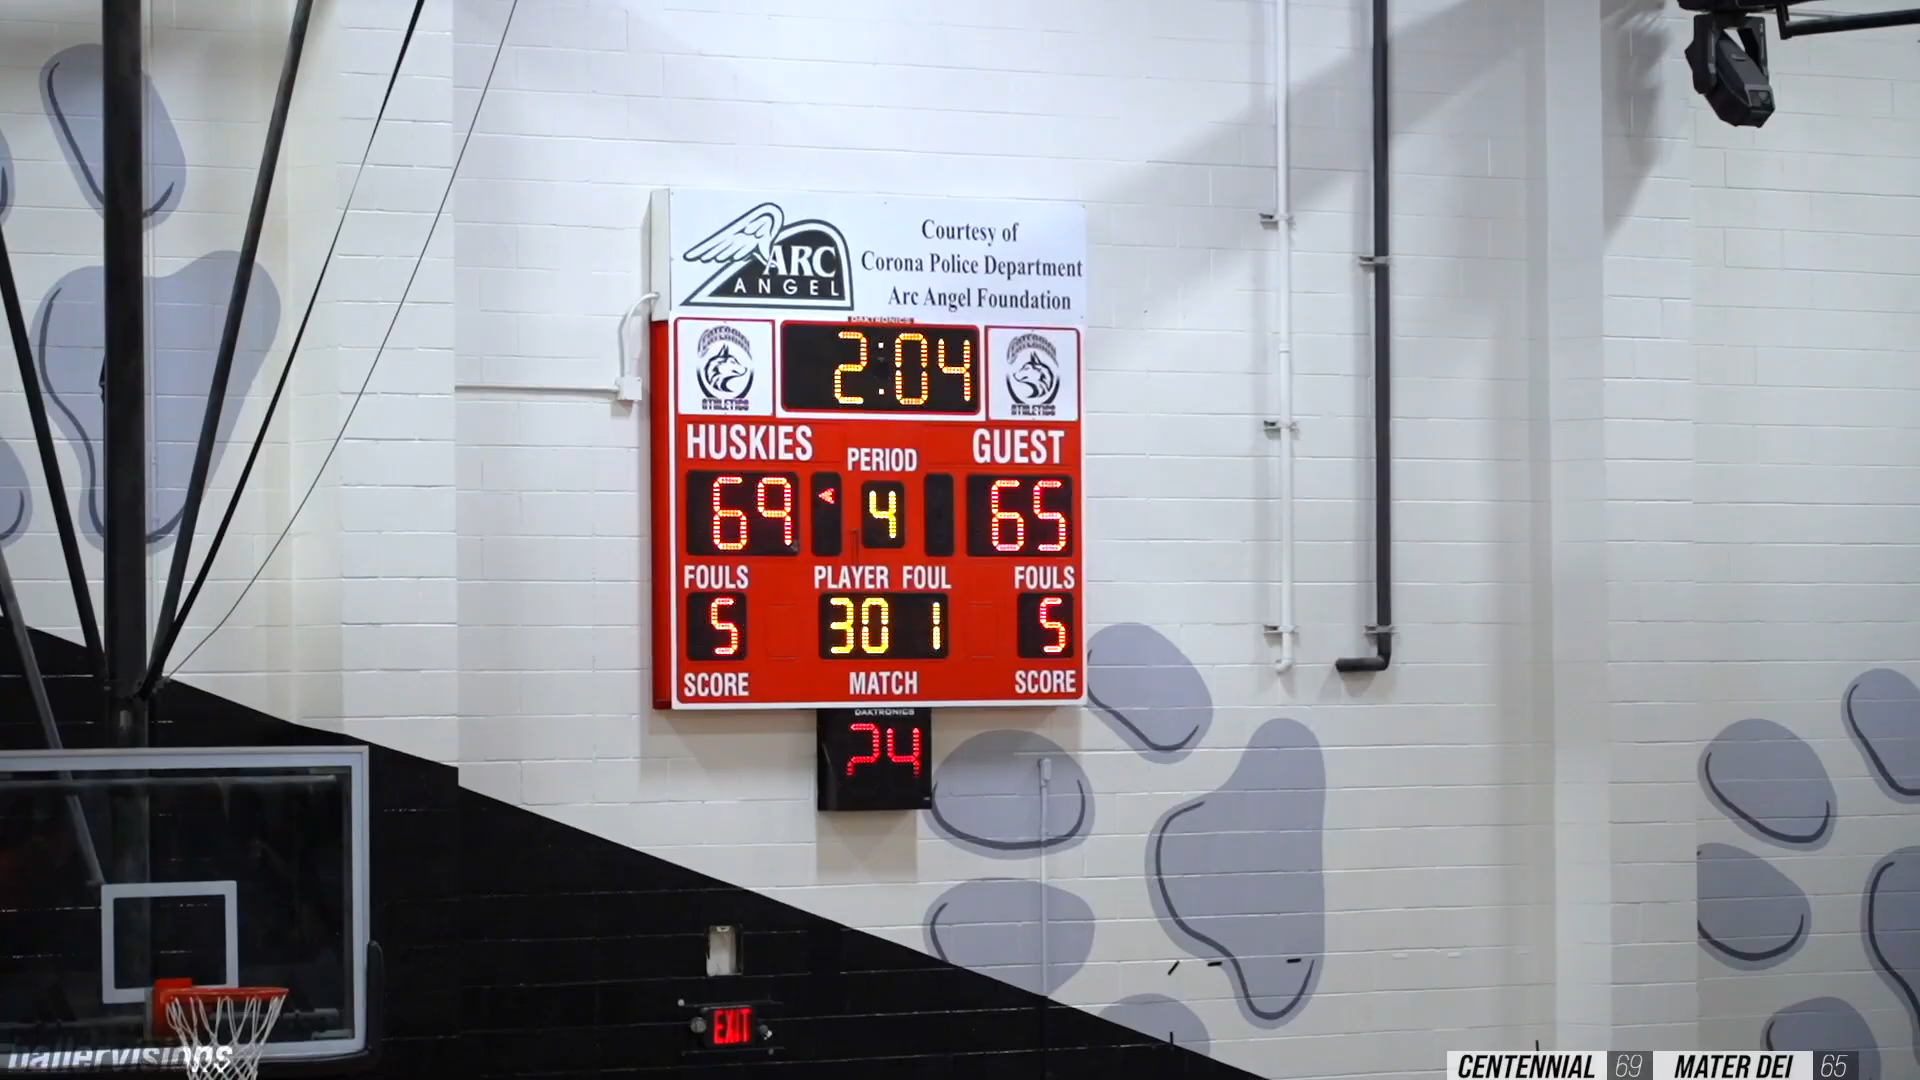 ARC
ANGEL
Courtesy of
Corona Police Department
Arc Angel Foundation
DAKTRONICS
2:04
ATHLETICS
ATHLETICS
HUSKIES
PERIOD
GUEST
69
4
65
FOULS
PLAYER FOUL
FOULS
5
30 1
5
SCORE
MATCH
SCORE
DAKTRONICS
24
EXIT
ballervisions
CENTENNIAL 69 MATER DEI 65